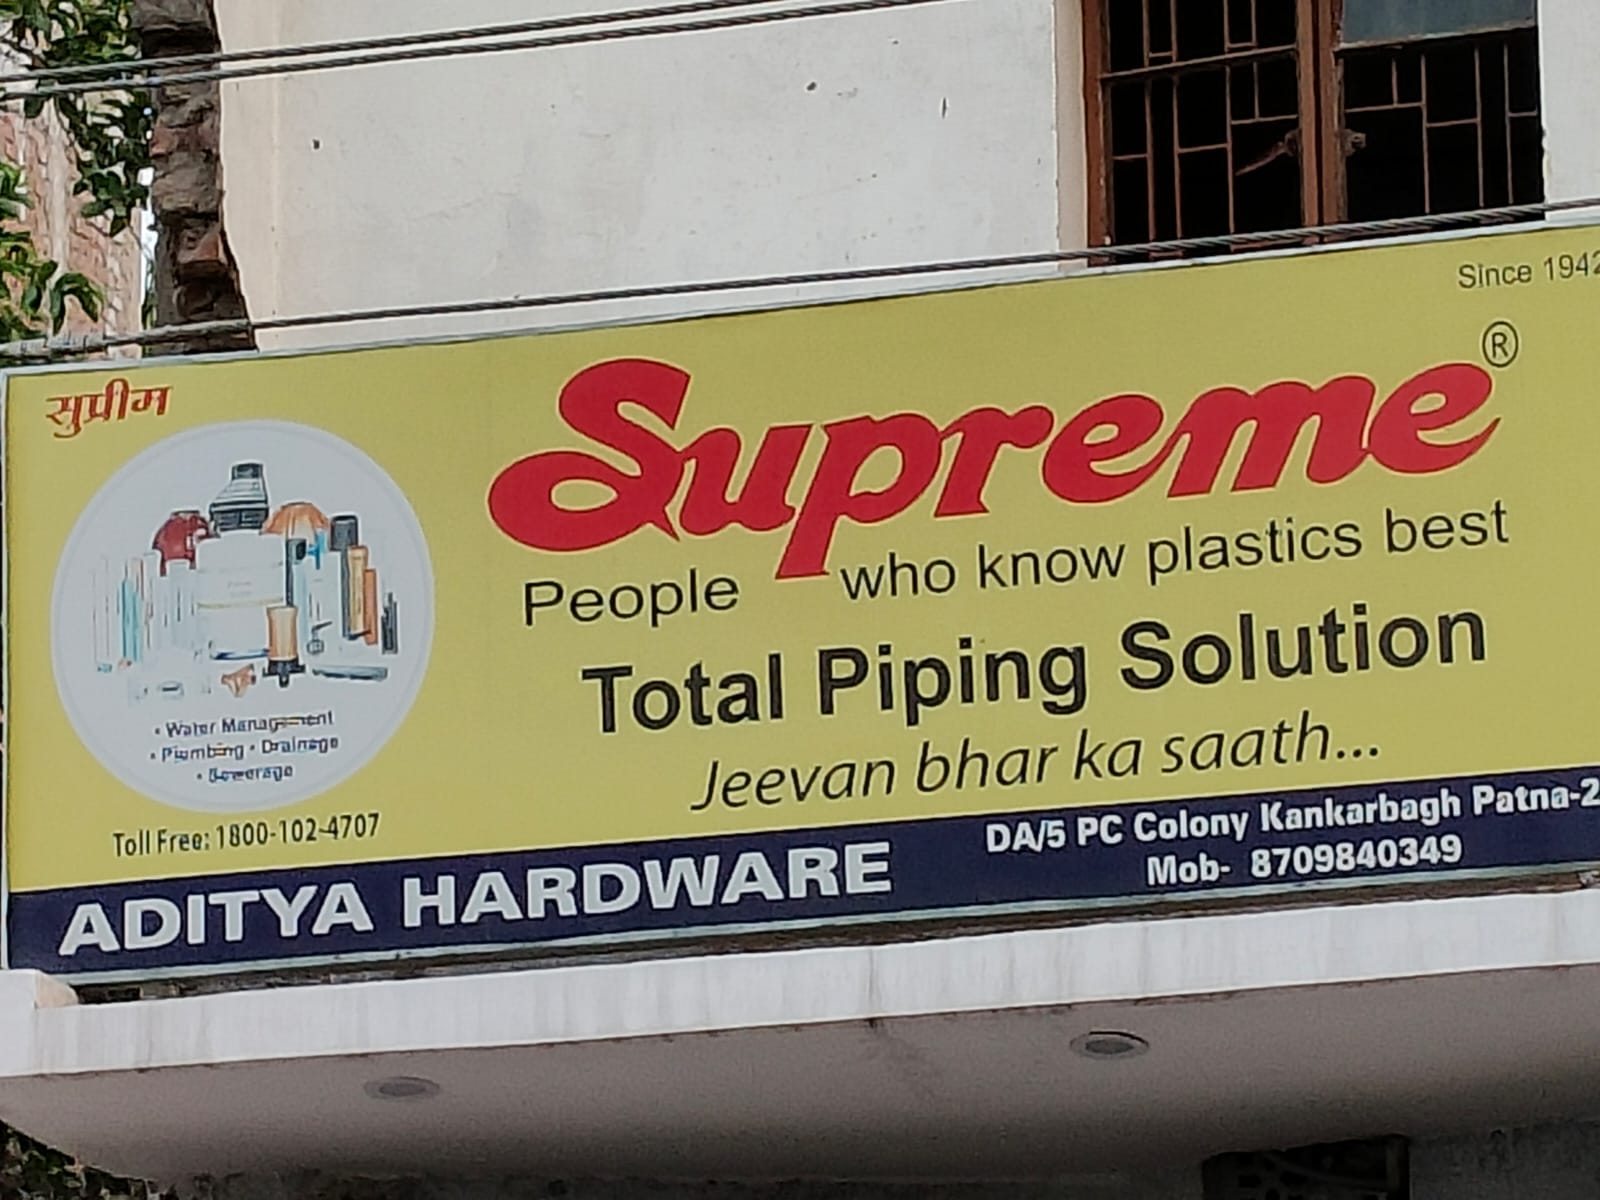 Since 1942
सुप्रीम
Supreme®
People who know plastics best
Total Piping Solution
Jeevan bhar ka saath...
• Water Management
• Plumbing • Drainage
• Sewerage
Toll Free: 1800-102-4707
ADITYA HARDWARE
DA/5 PC Colony Kankarbagh Patna-2
Mob- 8709840349